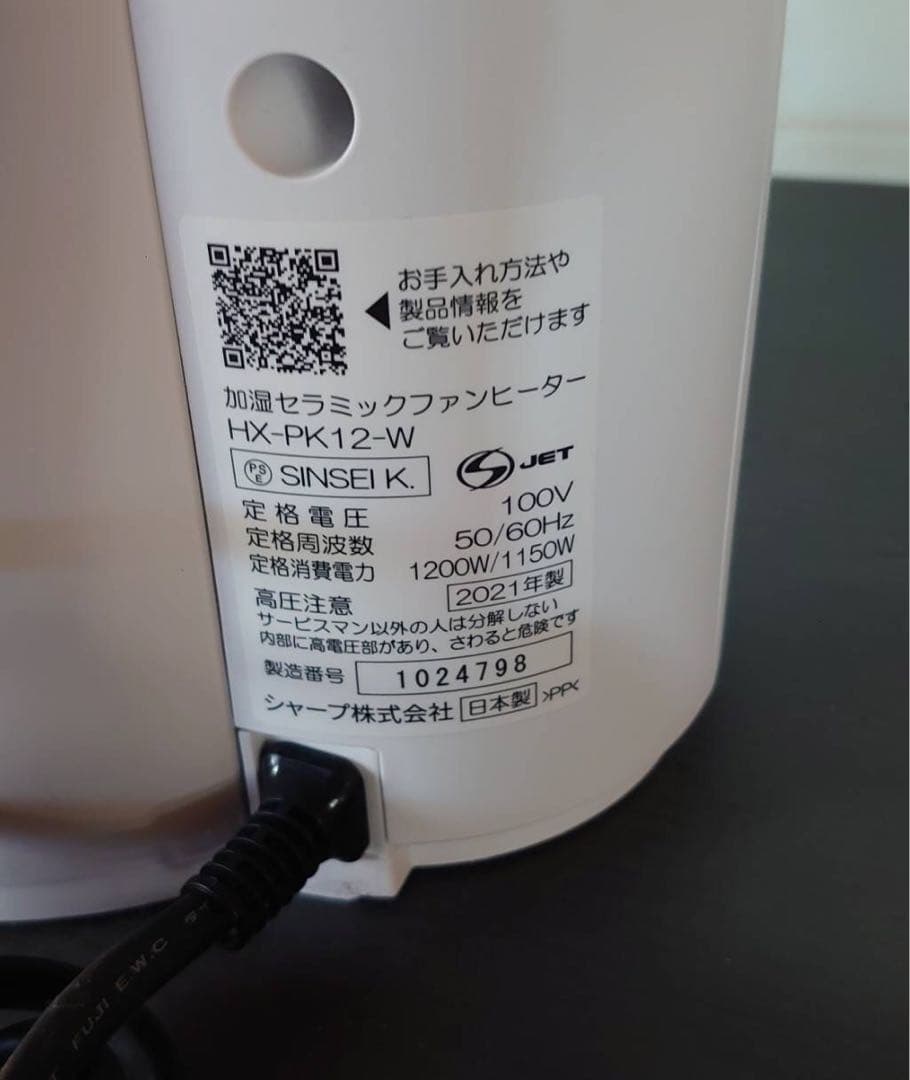 お手入れ方法や
製品情報を
ご覧いただけます
加湿セラミックファンヒーター
HX-PK12-W
PSE SINSEI K.
JET
定格電圧 100V
定格周波数 50/60Hz
定格消費電力 1200W/1150W
高圧注意 2021年製
サービスマン以外の人は分解しない
内部に高電圧部があり、さわると危険です
製造番号 1024798
シャープ株式会社 日本製 >PP<
FUJI E.W.C